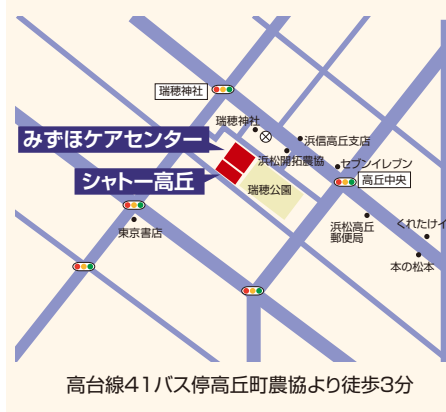 瑞穂神社
瑞穂神社
浜信高丘支店
みずほケアセンター
浜松開拓農協
セブンイレブン
シャトー高丘
高丘中央
瑞穂公園
東京書店
浜松高丘
郵便局
くれたけイ
本の松本
高台線41バス停高丘町農協より徒歩3分